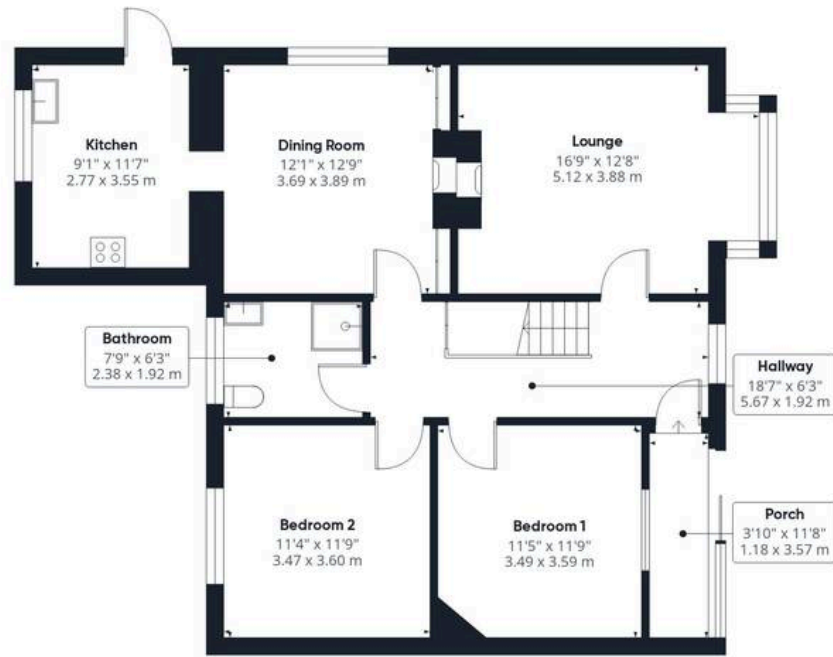 Kitchen
9'1" x 11'7"
2.77 x 3.55 m
Dining Room
12'1" x 12'9"
3.69 x 3.89 m
Lounge
16'9" x 12'8"
5.12 x 3.88 m
Bathroom
7'9" x 6'3"
2.38 x 1.92 m
Hallway
18'7" x 6'3"
5.67 x 1.92 m
Bedroom 2
11'4" x 11'9"
3.47 x 3.60 m
Bedroom 1
11'5" x 11'9"
3.49 x 3.59 m
Porch
3'10" x 11'8"
1.18 x 3.57 m